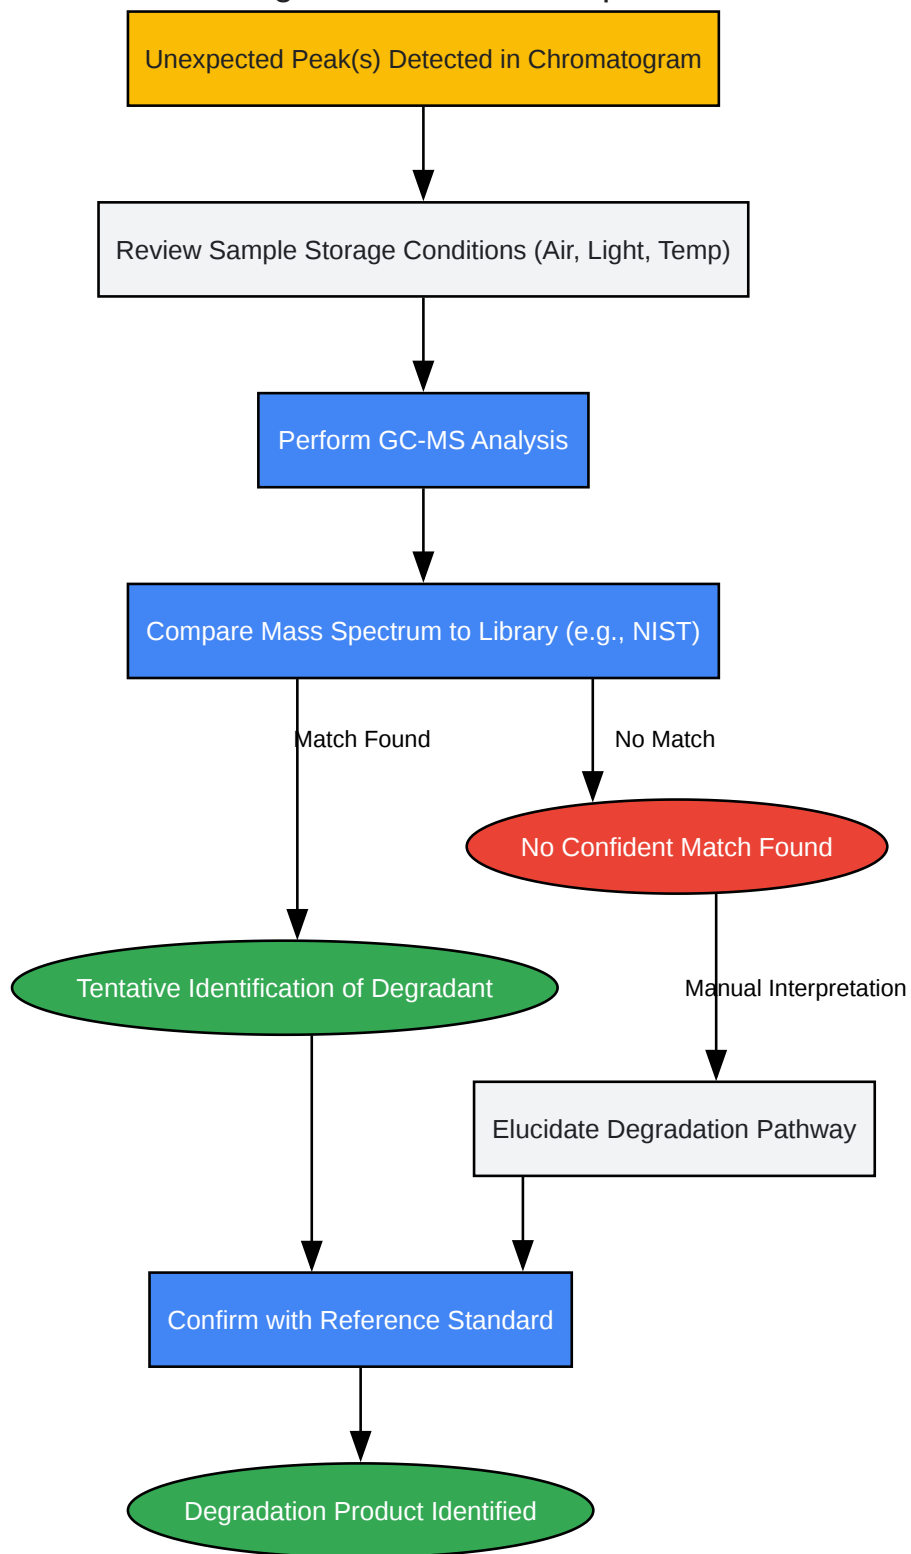 Unexpected Peak(s) Detected in Chromatogram
Review Sample Storage Conditions (Air, Light, Temp)
Perform GC-MS Analysis
Compare Mass Spectrum to Library (e.g., NIST)
Match Found
No Match
No Confident Match Found
Tentative Identification of Degradant
Manual Interpretation
Elucidate Degradation Pathway
Confirm with Reference Standard
Degradation Product Identified